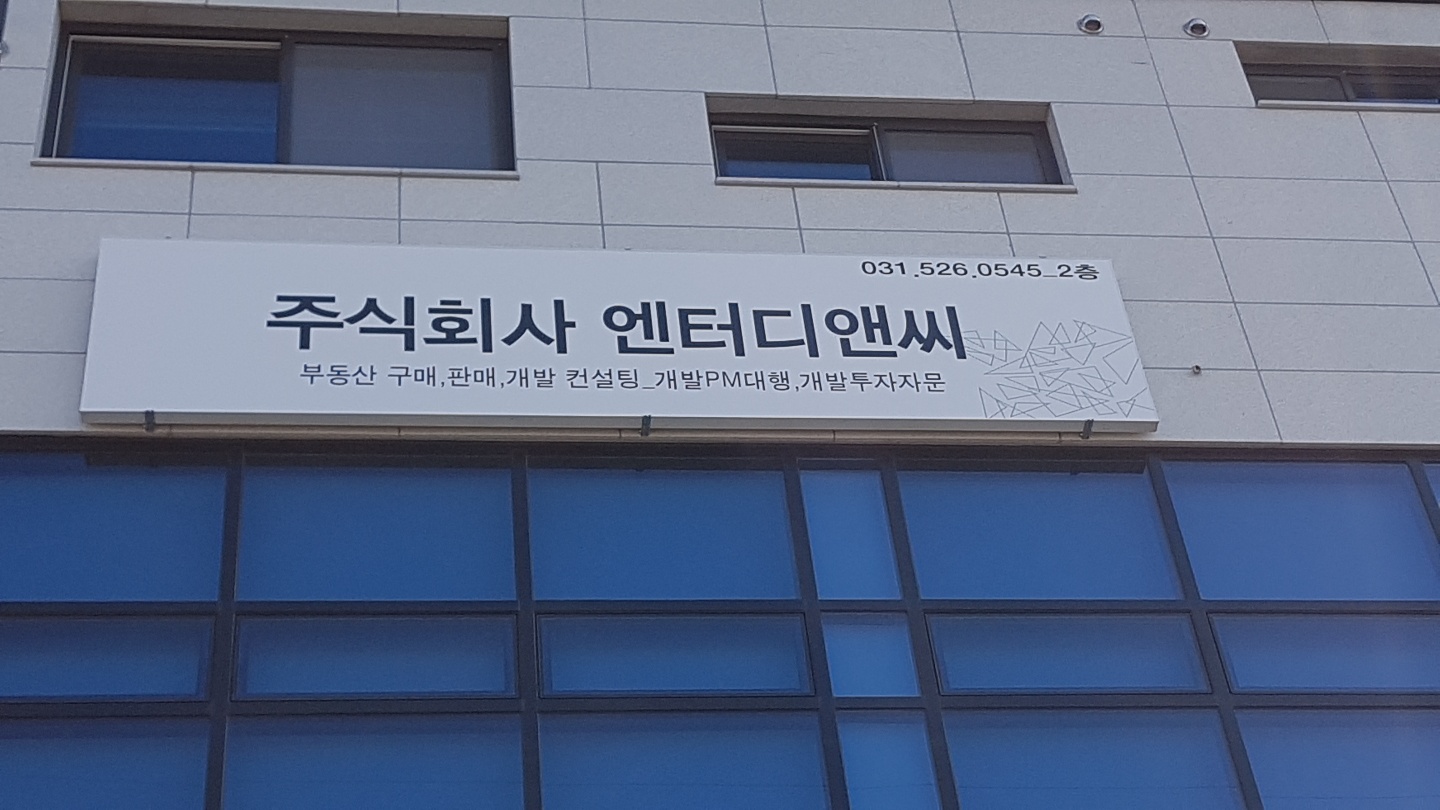 031.526.0545_2층
주식회사 엔터디앤씨
부동산 구매,판매,개발 컨설팅_개발PM대행,개발투자자문